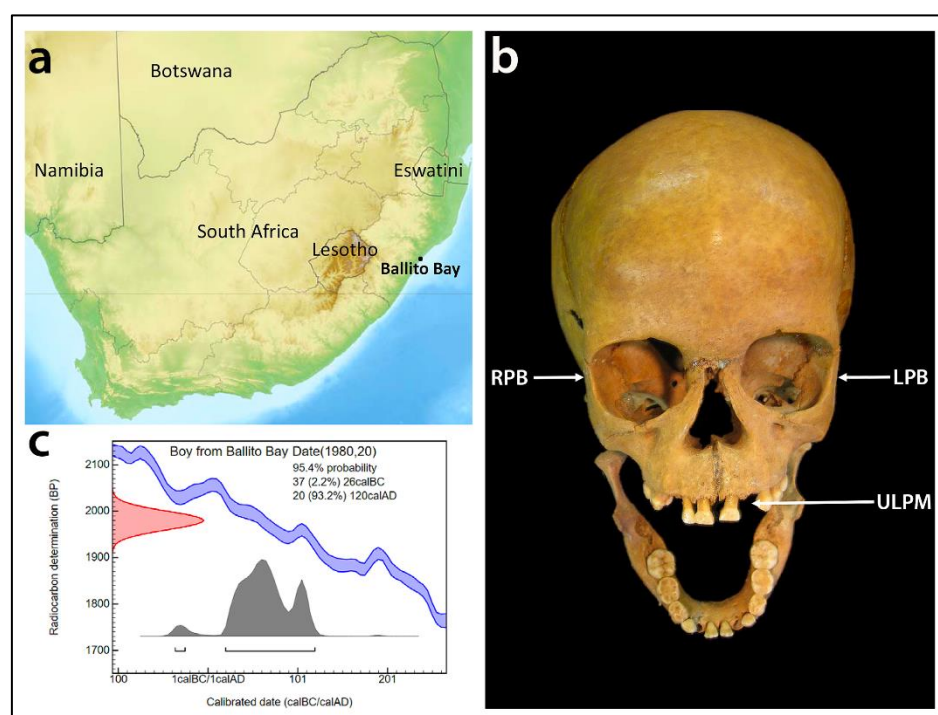 a
Botswana
Namibia
Eswatini
South Africa
Lesotho
Ballito Bay
b
RPB
LPB
ULPM
c
Boy from Ballito Bay Date(1980,20)
95.4% probability
37 (2.2%) 26calBC
20 (93.2%) 120calAD
Radiocarbon determination (BP)
2100
2000
1900
1800
1700
100
1calBC/1calAD
101
201
Calibrated date (calBC/calAD)